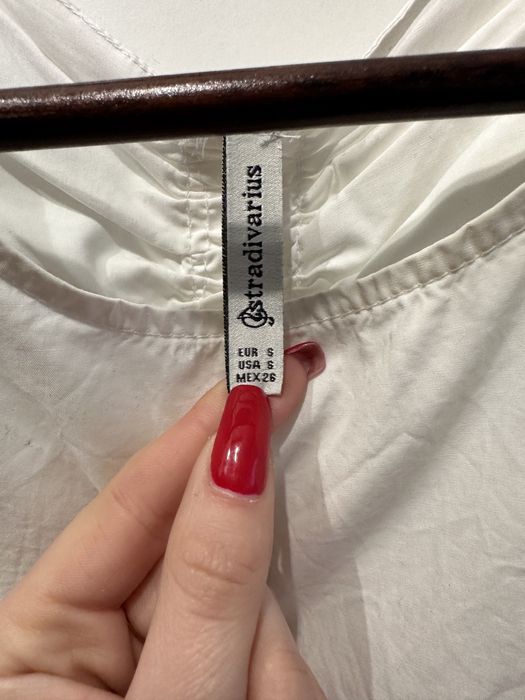 stradivarius
EUR S
USA S
MEX 26